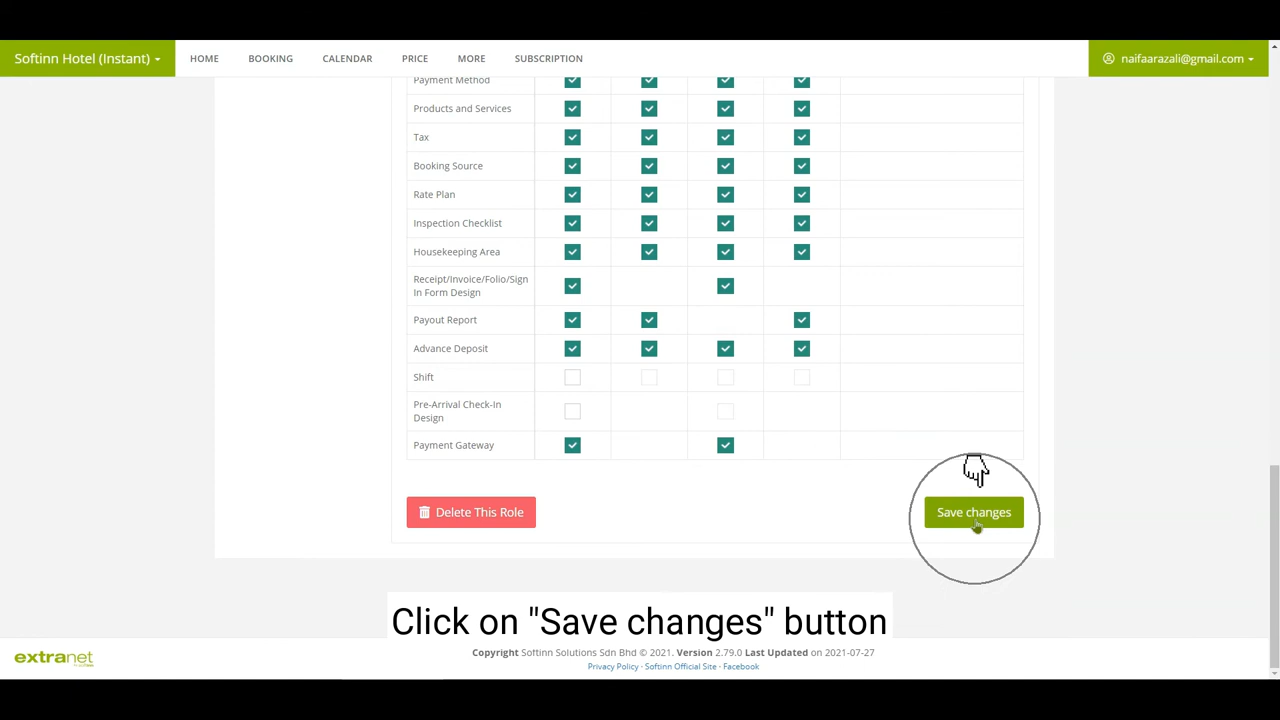 Softinn Hotel (Instant)
HOME
BOOKING
CALENDAR
PRICE
MORE
SUBSCRIPTION
naifaarazali@gmail.com
Payment Method
Products and Services
Tax
Booking Source
Rate Plan
Inspection Checklist
Housekeeping Area
Receipt/Invoice/Folio/Sign
In Form Design
Payout Report
Advance Deposit
Shift
Pre-Arrival Check-in
Design
Payment Gateway
Delete This Role
Save changes
Click on "Save changes" button
extranet
Copyright Softinn Solutions Sdn Bhd © 2021. Version 2.79.0 Last Updated on 2021-07-27
Privacy Policy · Softinn Official Site · Facebook